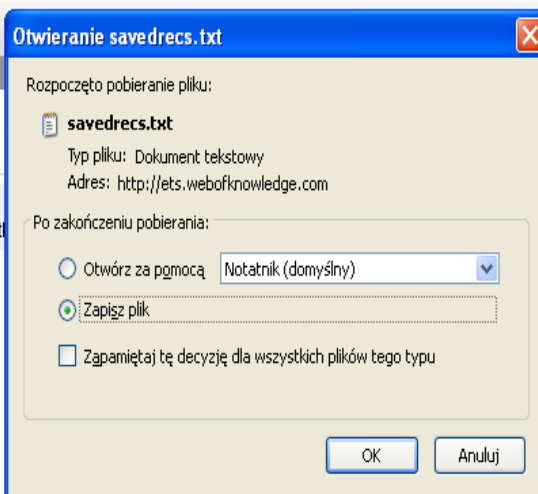 Otwieranie savedrecs.txt
Rozpoczęto pobieranie pliku:
savedrecs.txt
Typ pliku: Dokument tekstowy
Adres: http://ets.webofknowledge.com
Po zakończeniu pobierania:
Otwórz za pomocą Notatnik (domyślny)
Zapisz plik
Zapamiętaj tę decyzję dla wszystkich plików tego typu
OK Anuluj